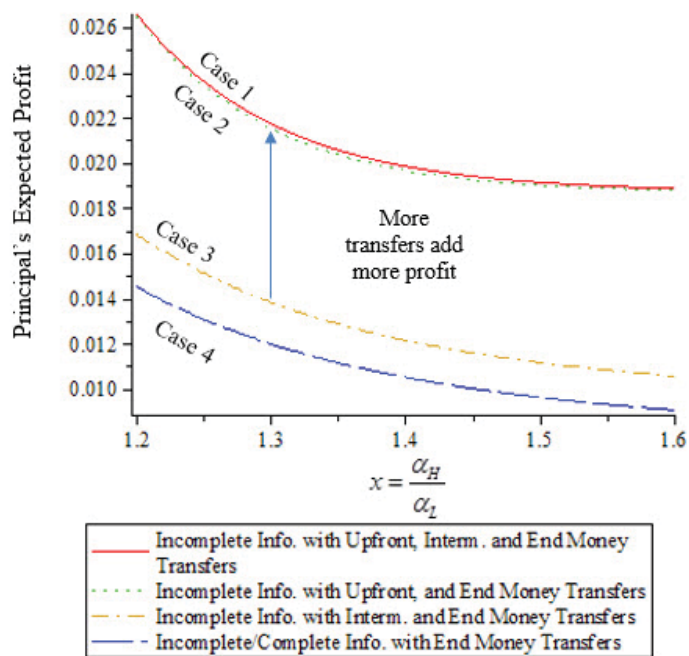 Principal's Expected Profit
0.026
0.024
0.022
0.020
0.018
0.016
0.014
0.012
0.010
Case 1
Case 2
Case 3
Case 4
More
transfers add
more profit
1.2 1.3 1.4 1.5 1.6
x = α_H / α_L
Incomplete Info. with Upfront, Interm. and End Money
Transfers
Incomplete Info. with Upfront, and End Money Transfers
Incomplete Info. with Interm. and End Money Transfers
Incomplete/Complete Info. with End Money Transfers